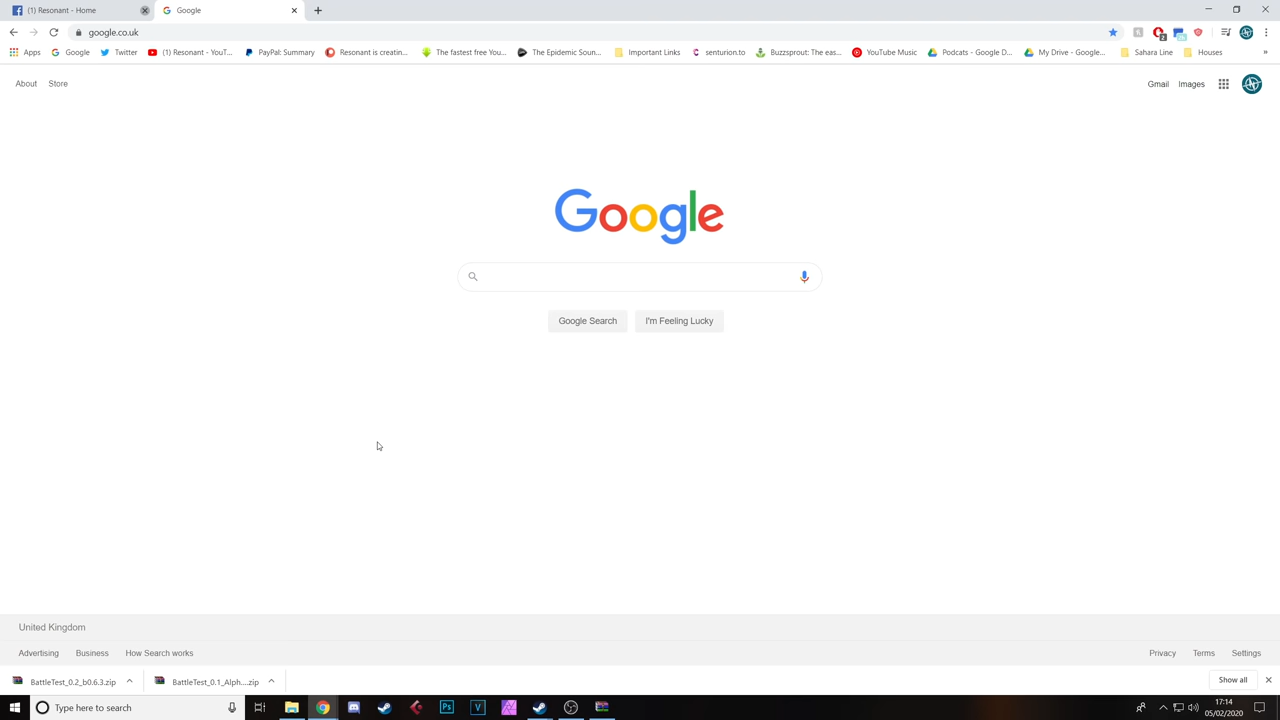 (1) Resonant - Home
Google
google.co.uk
Apps
Google
Twitter
(1) Resonant - YouT...
PayPal: Summary
Resonant is creatin...
The fastest free You...
The Epidemic Soun...
Important Links
senturion.to
Buzzsprout: The eas...
YouTube Music
Podcats - Google D...
My Drive - Google...
Sahara Line
Houses
»
About
Store
Gmail
Images
Google
Google Search
I'm Feeling Lucky
United Kingdom
Advertising
Business
How Search works
Privacy
Terms
Settings
BattleTest_0.2_b0.6.3.zip
BattleTest_0.1_Alph....zip
Show all
Type here to search
17:14
05/02/2020